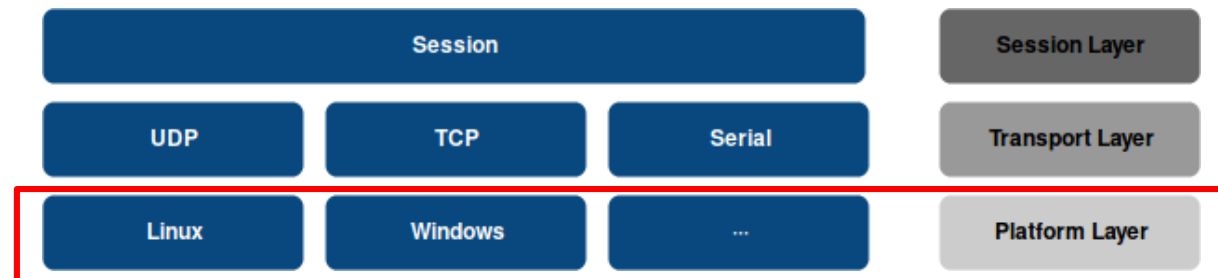 Session Session Layer
UDP TCP Serial Transport Layer
Linux Windows ... Platform Layer